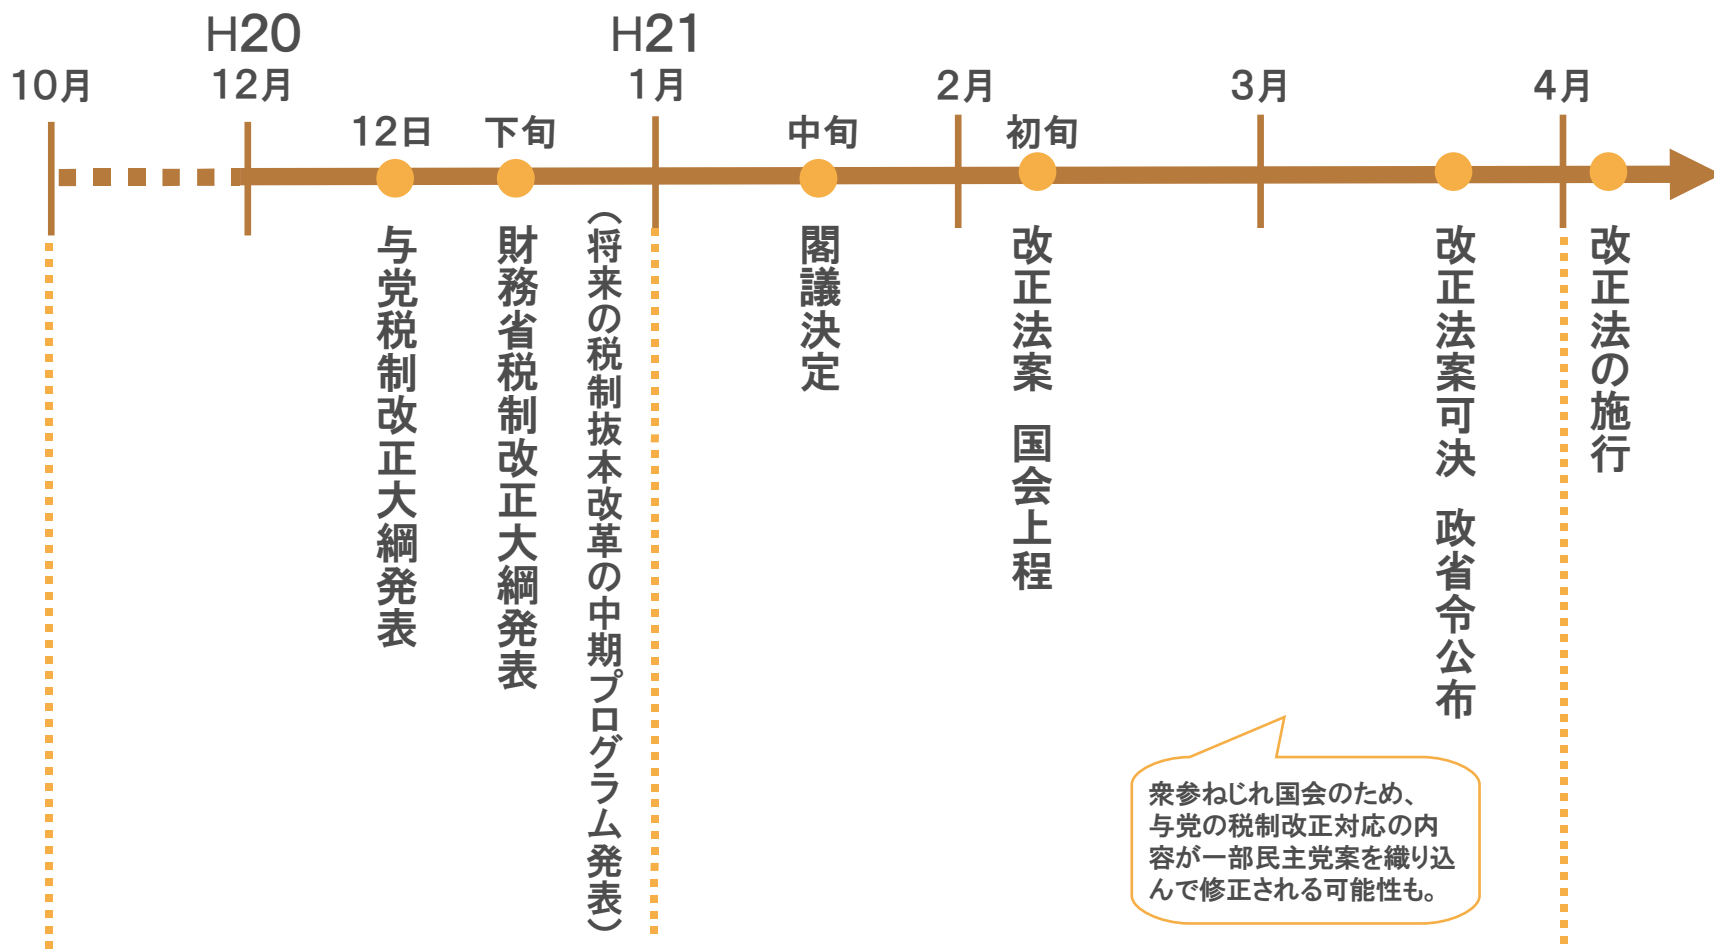 H20
H21
10月
12月
1月
2月
3月
4月
12日
下旬
中旬
初旬
与党税制改正大綱発表
財務省税制改正大綱発表
（将来の税制抜本改革の中期プログラム発表）
閣議決定
改正法案 国会上程
改正法案可決 政省令公布
改正法の施行
衆参ねじれ国会のため、
与党の税制改正対応の内
容が一部民主党案を織り込
んで修正される可能性も。